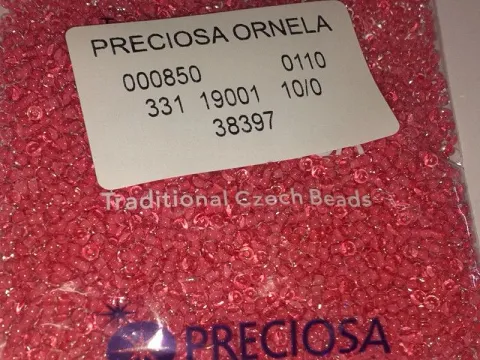 PRECIOSA ORNELA
000850 0110
331 19001 10/0
38397
Traditional Czech Beads
PRECIOSA